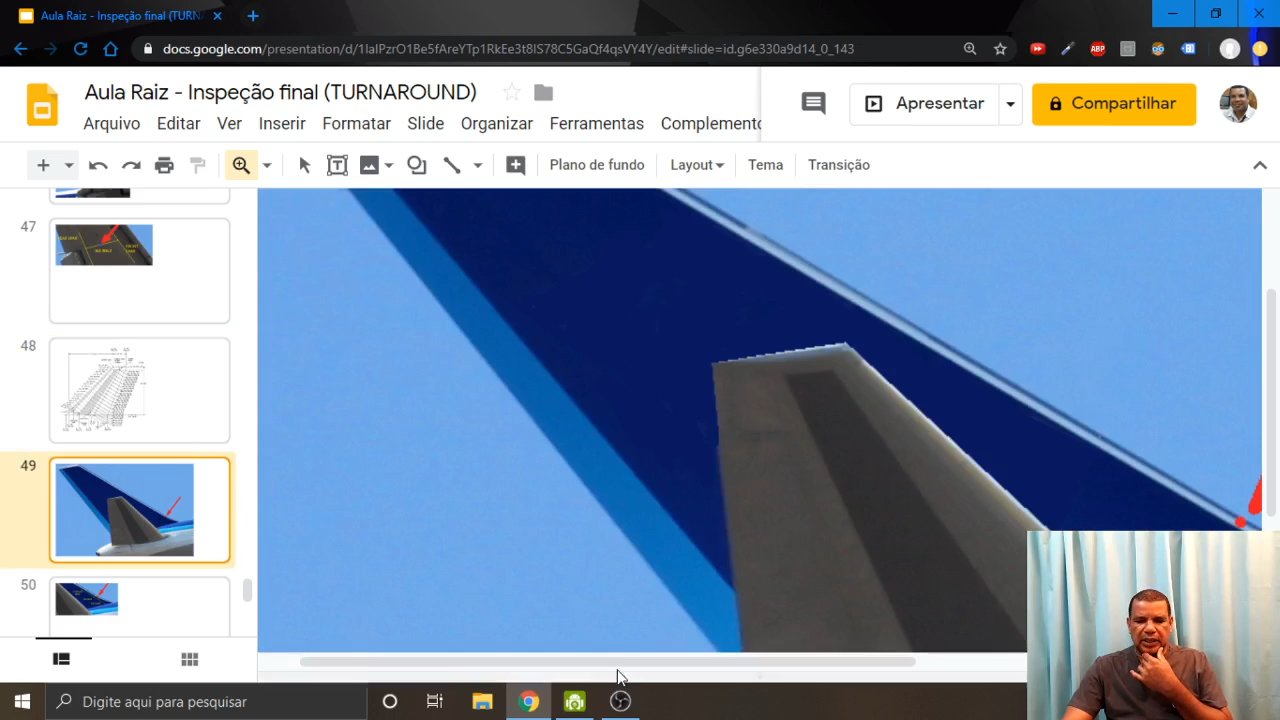 Aula Raiz - Inspeção final (TURN
docs.google.com/presentation/d/1IaIPzrO1Be5fAreYTp1RkEe3t8lS78C5GaQf4qsVY4Y/edit#slide=id.g6e330a9d14_0_143
ABP
Aula Raiz - Inspeção final (TURNAROUND)
Apresentar
Compartilhar
Arquivo Editar Ver Inserir Formatar Slide Organizar Ferramentas Complemento
Plano de fundo Layout Tema Transição
47
48
49
50
Digite aqui para pesquisar